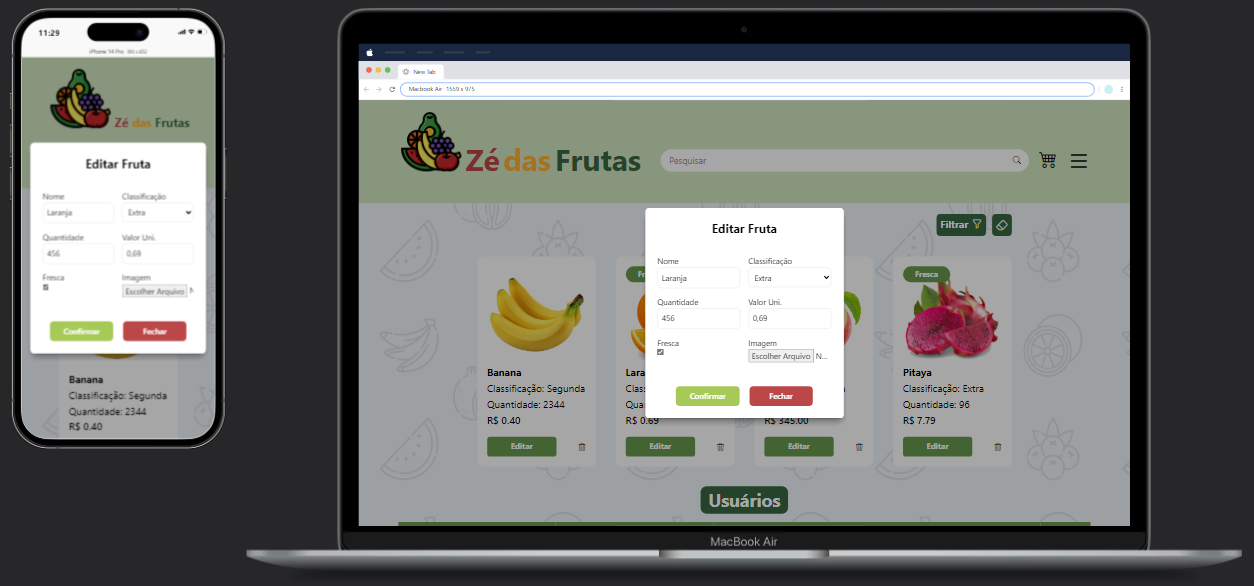 11:29
iPhone 14 Pro 393 x 852
Zé das Frutas
Editar Fruta
Nome
Classificação
Laranja
Extra
Quantidade
Valor Uni.
456
0,69
Fresca
Imagem
Escolher Arquivo N
Confirmar
Fechar
Banana
Classificação: Segunda
Quantidade: 2344
R$ 0.40
New Tab
Macbook Air 1559 x 975
Zé das Frutas
Pesquisar
Filtrar
Editar Fruta
Nome
Classificação
Laranja
Extra
Quantidade
Valor Uni.
456
0,69
Fresca
Imagem
Escolher Arquivo N...
Confirmar
Fechar
Banana
Classificação: Segunda
Quantidade: 2344
R$ 0.40
Editar
Fr
Lara
Clas
Qua
R$ 0.69
Editar
R$ 345.00
Editar
Fresca
Pitaya
Classificação: Extra
Quantidade: 96
R$ 7.79
Editar
Usuários
MacBook Air